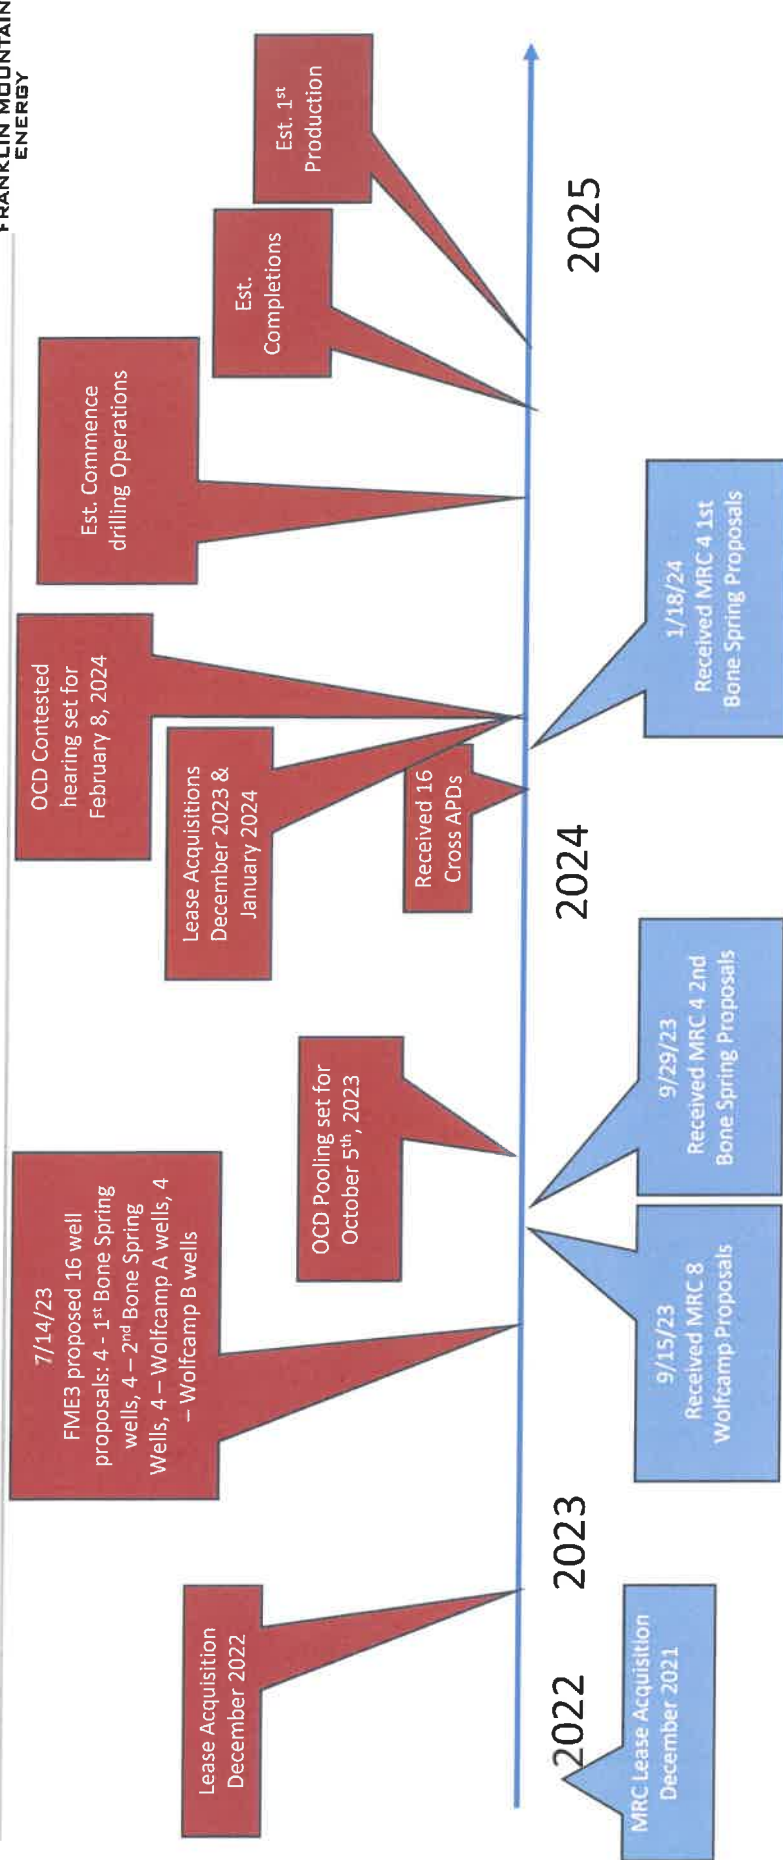 FRANKLIN MOUNTAIN
ENERGY
Lease Acquisition
December 2022
7/14/23
FME3 proposed 16 well
proposals: 4 - 1st Bone Spring
wells, 4 – 2nd Bone Spring
Wells, 4 – Wolfcamp A wells, 4
– Wolfcamp B wells
OCD Pooling set for
October 5th, 2023
Lease Acquisitions
December 2023 &
January 2024
OCD Contested
hearing set for
February 8, 2024
Received 16
Cross APDs
Est. Commence
drilling Operations
Est.
Completions
Est. 1st
Production
2022
2023
2024
2025
MRC Lease Acquisition
December 2021
9/15/23
Received MRC 8
Wolfcamp Proposals
9/29/23
Received MRC 4 2nd
Bone Spring Proposals
1/18/24
Received MRC 4 1st
Bone Spring Proposals